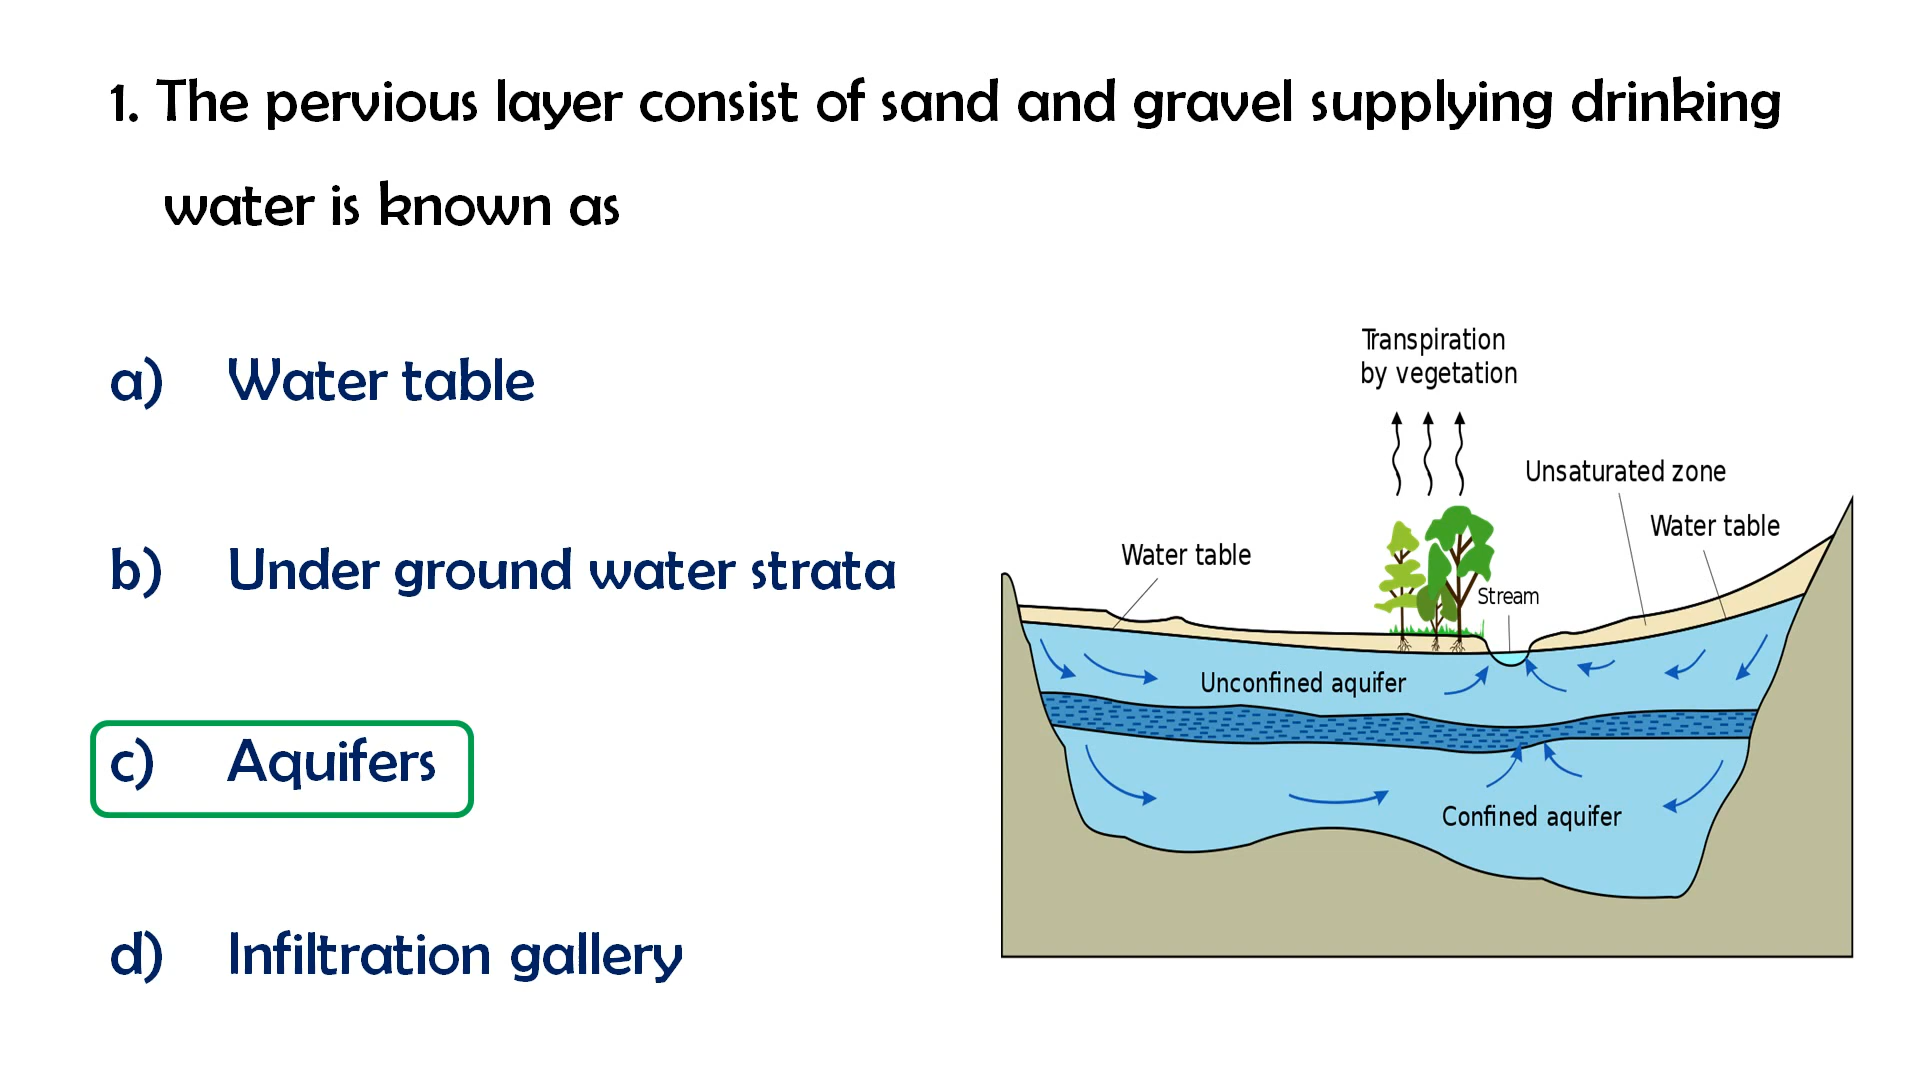 1. The pervious layer consist of sand and gravel supplying drinking
water is known as
a) Water table
b) Under ground water strata
c) Aquifers
d) Infiltration gallery
Transpiration
by vegetation
Unsaturated zone
Water table
Water table
Stream
Unconfined aquifer
Confined aquifer